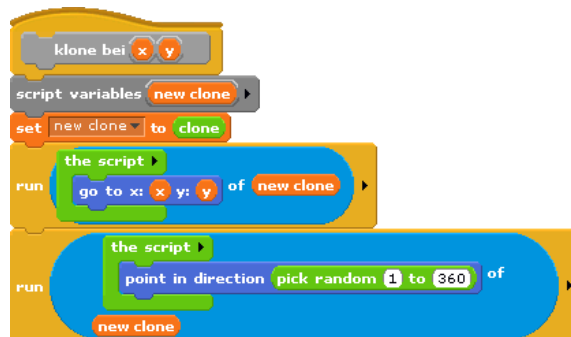 klone bei x y
script variables new clone
set new clone to clone
the script
run go to x: x y: y of new clone
the script
point in direction pick random 1 to 360 of
run
new clone